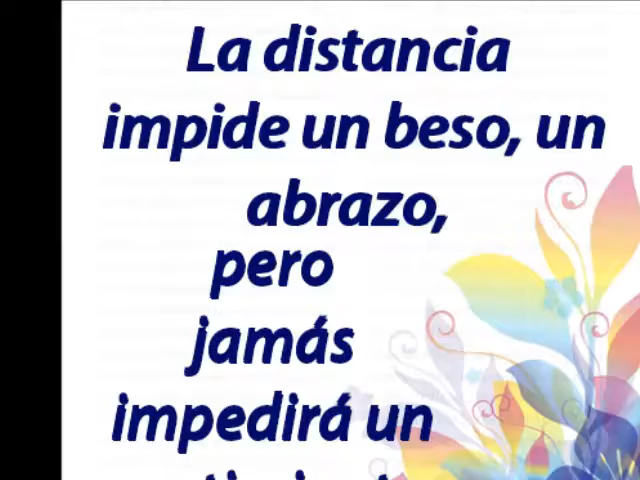 La distancia
impide un beso, un
abrazo,
pero
jamás
impedirá un